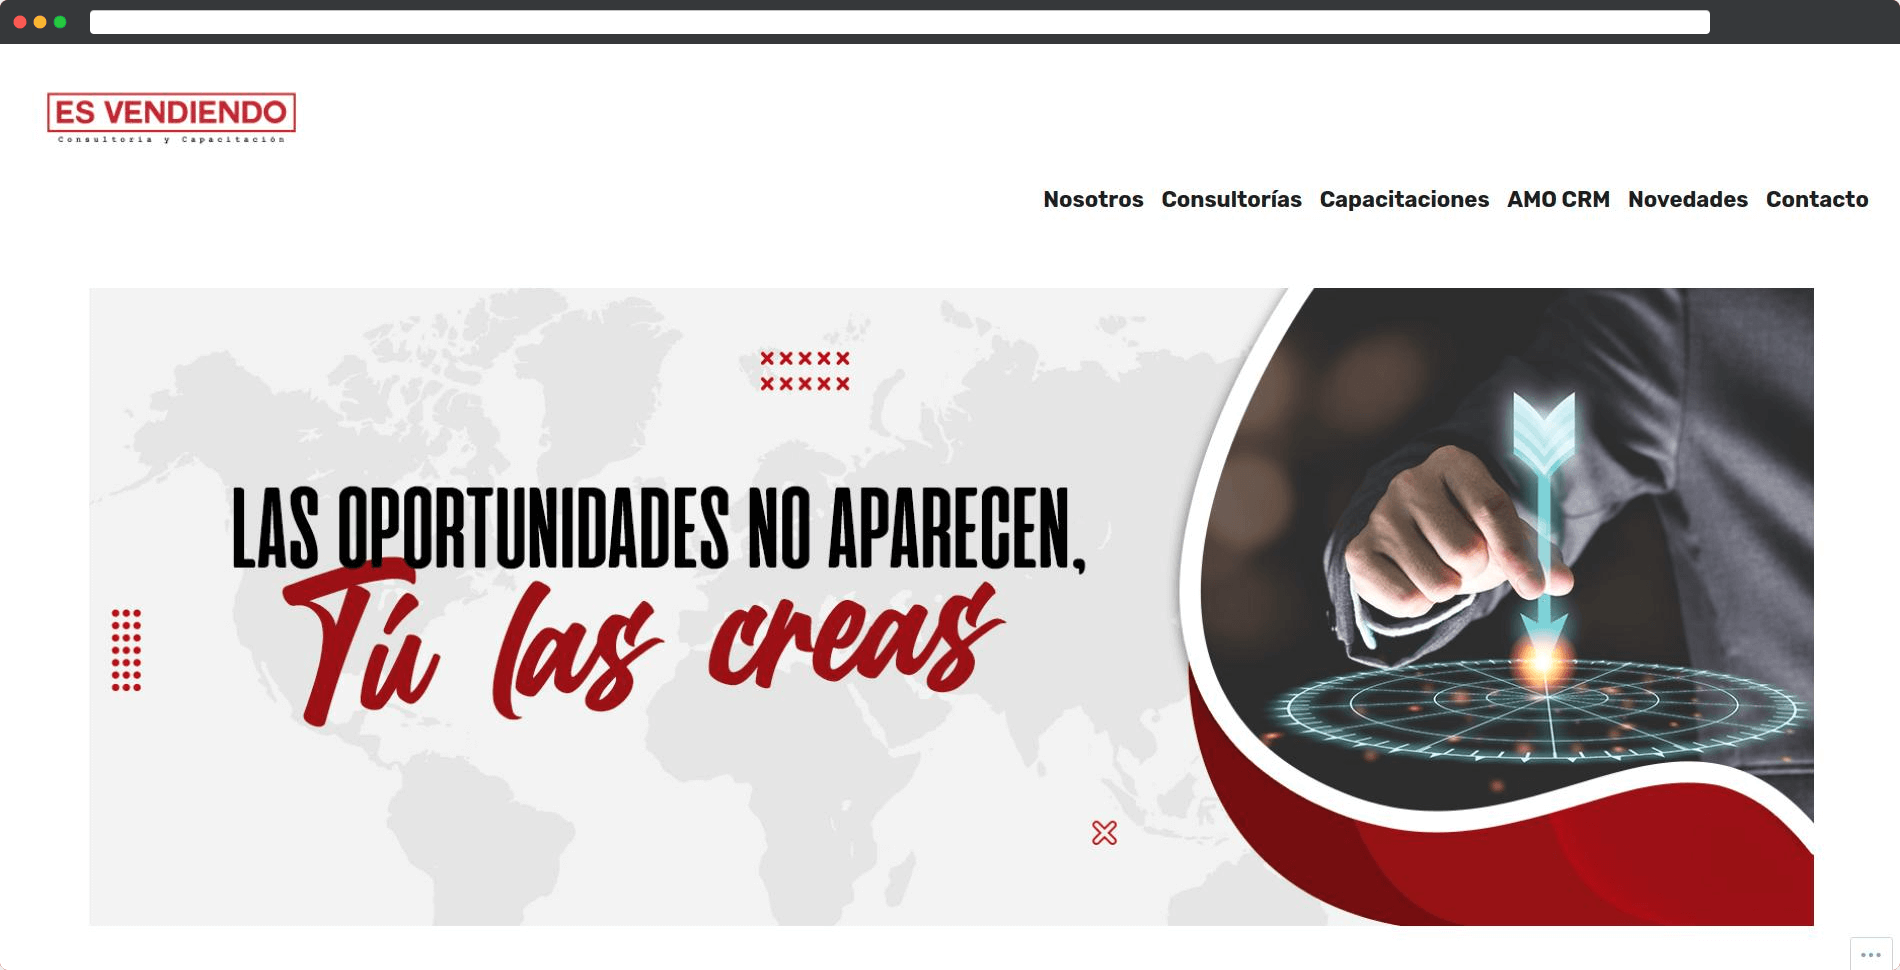 ES VENDIENDO
Consultoria y Capacitación
Nosotros Consultorías Capacitaciones AMO CRM Novedades Contacto
LAS OPORTUNIDADES NO APARECEN,
Tú las creas